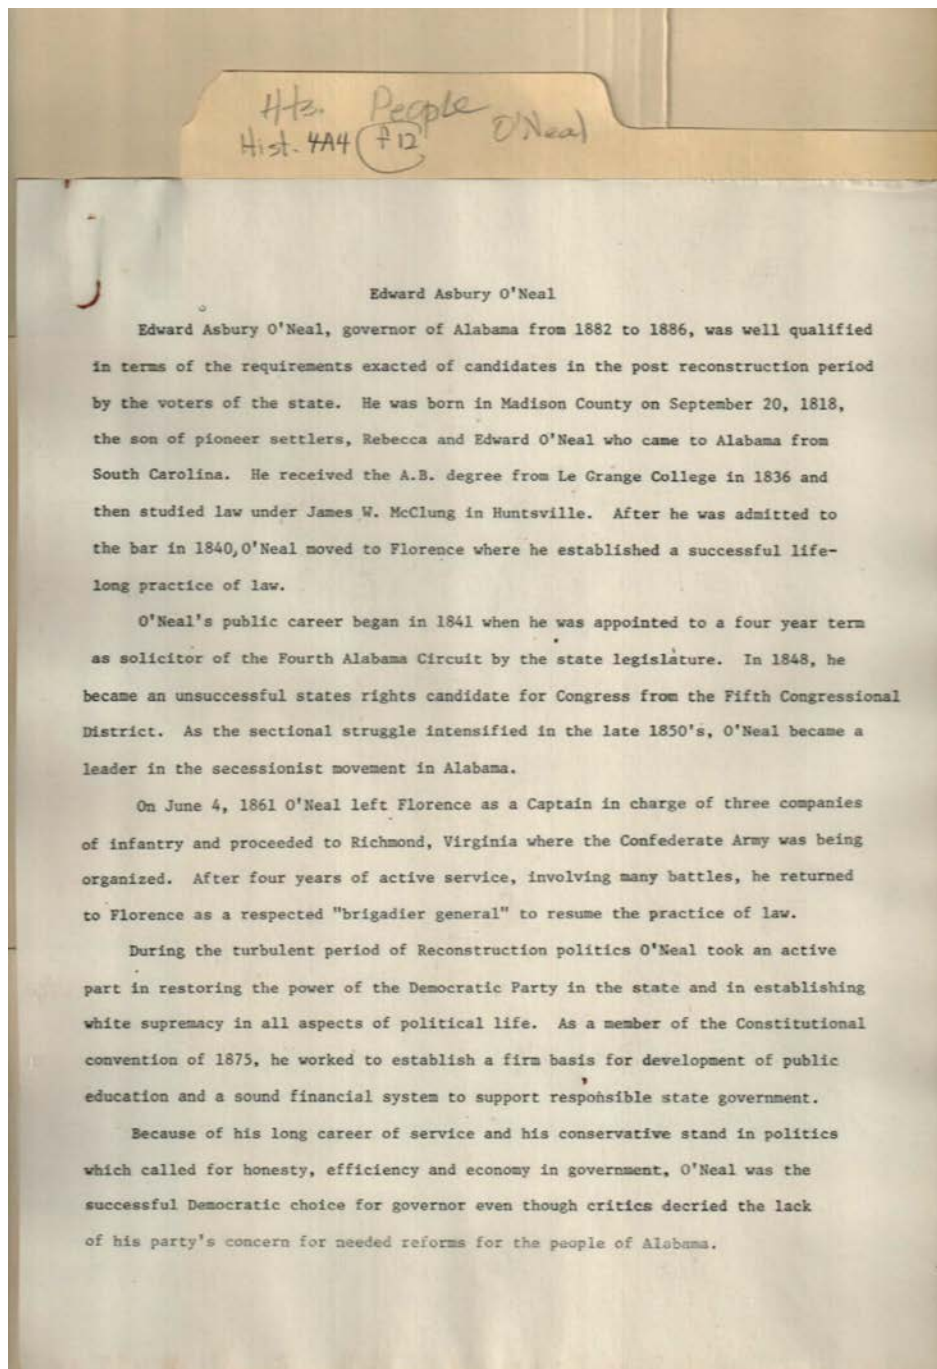 Hts. People
Hist. 4A4 f12 O'Neal
Edward Asbury O'Neal
Edward Asbury O'Neal, governor of Alabama from 1882 to 1886, was well qualified
in terms of the requirements exacted of candidates in the post reconstruction period
by the voters of the state. He was born in Madison County on September 20, 1818,
the son of pioneer settlers, Rebecca and Edward O'Neal who came to Alabama from
South Carolina. He received the A.B. degree from Le Grange College in 1836 and
then studied law under James W. McClung in Huntsville. After he was admitted to
the bar in 1840, O'Neal moved to Florence where he established a successful life-
long practice of law.
O'Neal's public career began in 1841 when he was appointed to a four year term
as solicitor of the Fourth Alabama Circuit by the state legislature. In 1848, he
became an unsuccessful states rights candidate for Congress from the Fifth Congressional
District. As the sectional struggle intensified in the late 1850's, O'Neal became a
leader in the secessionist movement in Alabama.
On June 4, 1861 O'Neal left Florence as a Captain in charge of three companies
of infantry and proceeded to Richmond, Virginia where the Confederate Army was being
organized. After four years of active service, involving many battles, he returned
to Florence as a respected "brigadier general" to resume the practice of law.
During the turbulent period of Reconstruction politics O'Neal took an active
part in restoring the power of the Democratic Party in the state and in establishing
white supremacy in all aspects of political life. As a member of the Constitutional
convention of 1875, he worked to establish a firm basis for development of public
education and a sound financial system to support responsible state government.
Because of his long career of service and his conservative stand in politics
which called for honesty, efficiency and economy in government, O'Neal was the
successful Democratic choice for governor even though critics decried the lack
of his party's concern for needed reforms for the people of Alabama.